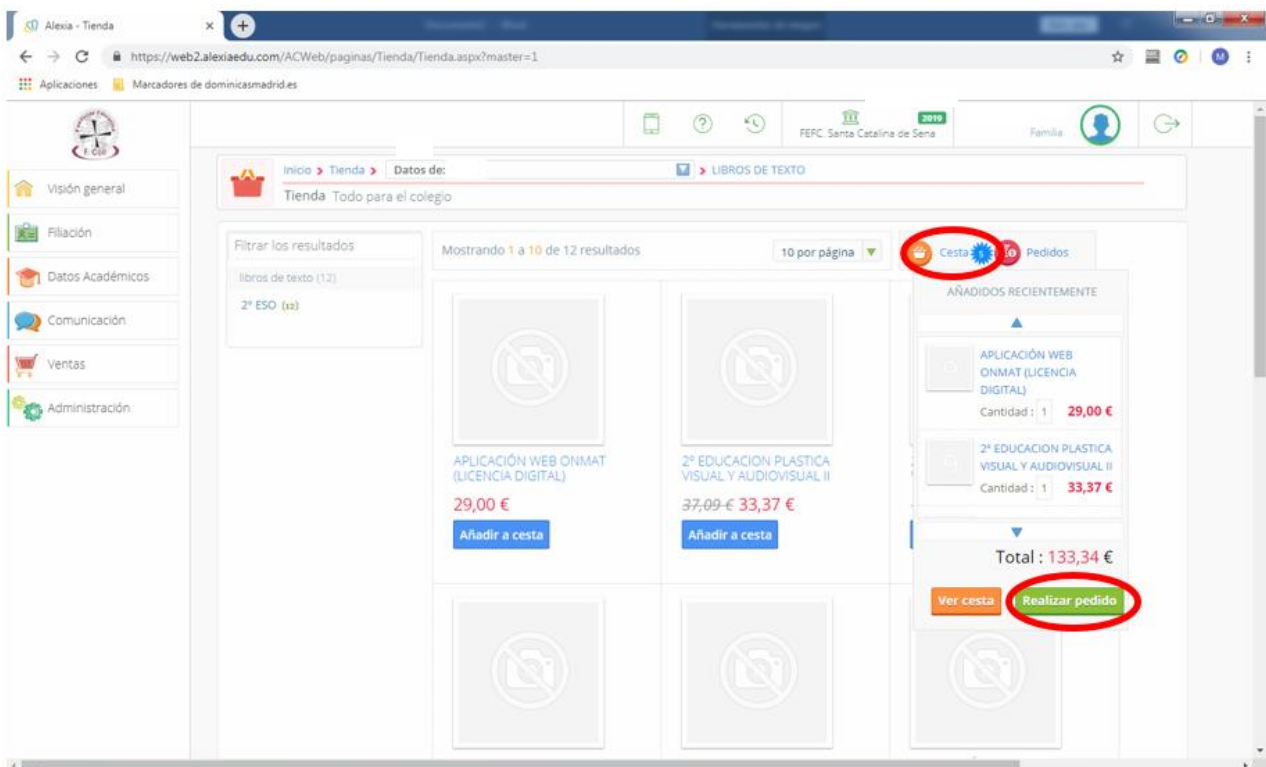 Alexia - Tienda
https://web2.alexiaedu.com/ACWeb/paginas/Tienda/Tienda.aspx?master=1
Aplicaciones Marcadores de dominicasmadrid.es
M
F. Coll
2019
FEFC. Santa Catalina de Sena
Familia
Visión general
Filiación
Datos Académicos
Comunicación
Ventas
Administración
Inicio > Tienda > Datos de: > LIBROS DE TEXTO
Tienda Todo para el colegio
Filtrar los resultados
libros de texto (12)
2º ESO (12)
Mostrando 1 a 10 de 12 resultados
10 por página
Cesta
Pedidos
APLICACIÓN WEB ONMAT
(LICENCIA DIGITAL)
29,00 €
Añadir a cesta
2ª EDUCACION PLASTICA
VISUAL Y AUDIOVISUAL II
37,09 € 33,37 €
Añadir a cesta
AÑADIDOS RECIENTEMENTE
APLICACIÓN WEB
ONMAT (LICENCIA
DIGITAL)
Cantidad : 1 29,00 €
2ª EDUCACION PLASTICA
VISUAL Y AUDIOVISUAL II
Cantidad : 1 33,37 €
Total : 133,34 €
Ver cesta
Realizar pedido